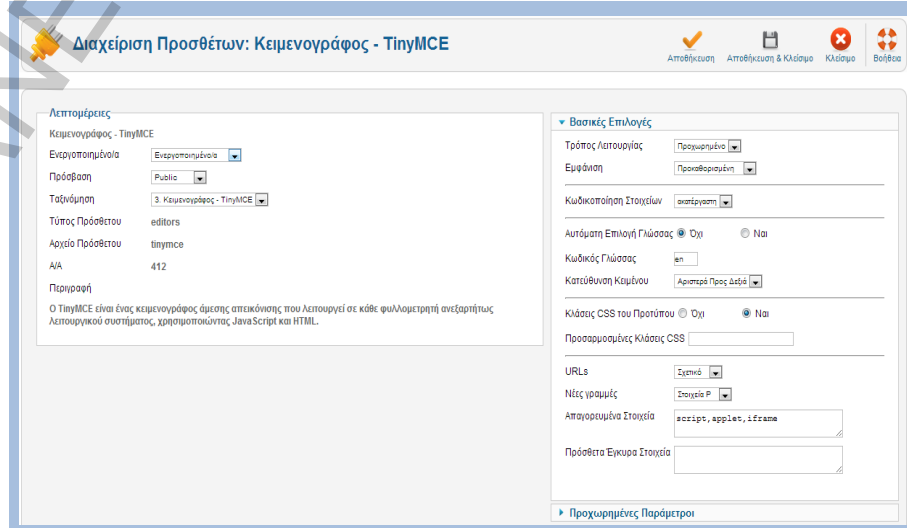 Διαχείριση Προσθέτων: Κειμενογράφος - TinyMCE
Αποθήκευση Αποθήκευση & Κλείσιμο Κλείσιμο Βοήθεια
Λεπτομέρειες
Κειμενογράφος - TinyMCE
Ενεργοποιημένο/α Ενεργοποιημένο/α
Πρόσβαση Public
Ταξινόμηση 3. Κειμενογράφος - TinyMCE
Τύπος Πρόσθετου editors
Αρχείο Πρόσθετου tinymce
Α/Α 412
Περιγραφή
Ο TinyMCE είναι ένας κειμενογράφος άμεσης απεικόνισης που λειτουργεί σε κάθε φυλλομετρητή ανεξαρτήτως
λειτουργικού συστήματος, χρησιμοποιώντας JavaScript και HTML.
Βασικές Επιλογές
Τρόπος Λειτουργίας Προχωρημένο
Εμφάνιση Προκαθορισμένη
Κωδικοποίηση Στοιχείων ακατέργαστη
Αυτόματη Επιλογή Γλώσσας Όχι Ναι
Κωδικός Γλώσσας en
Κατεύθυνση Κειμένου Αριστερά Προς Δεξιά
Κλάσεις CSS του Προτύπου Όχι Ναι
Προσαρμοσμένες Κλάσεις CSS
URLs Σχετικό
Νέες γραμμές Στοιχεία P
Απαγορευμένα Στοιχεία script,applet,iframe
Πρόσθετα Έγκυρα Στοιχεία
Προχωρημένες Παράμετροι